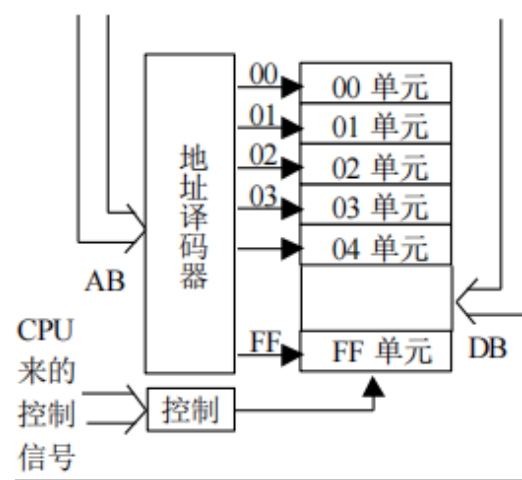 00
00 单元
01
01 单元
02
02 单元
03
03 单元
04 单元
地址译码器
AB
FF
FF 单元
DB
CPU
来的
控制
信号
控制